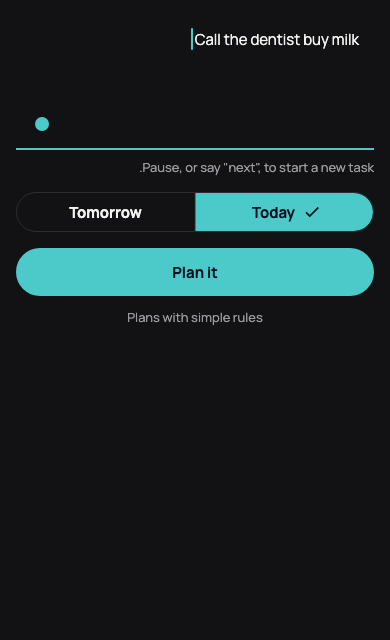 Call the dentist buy milk
.Pause, or say "next", to start a new task
Today
Tomorrow
Plan it
Plans with simple rules